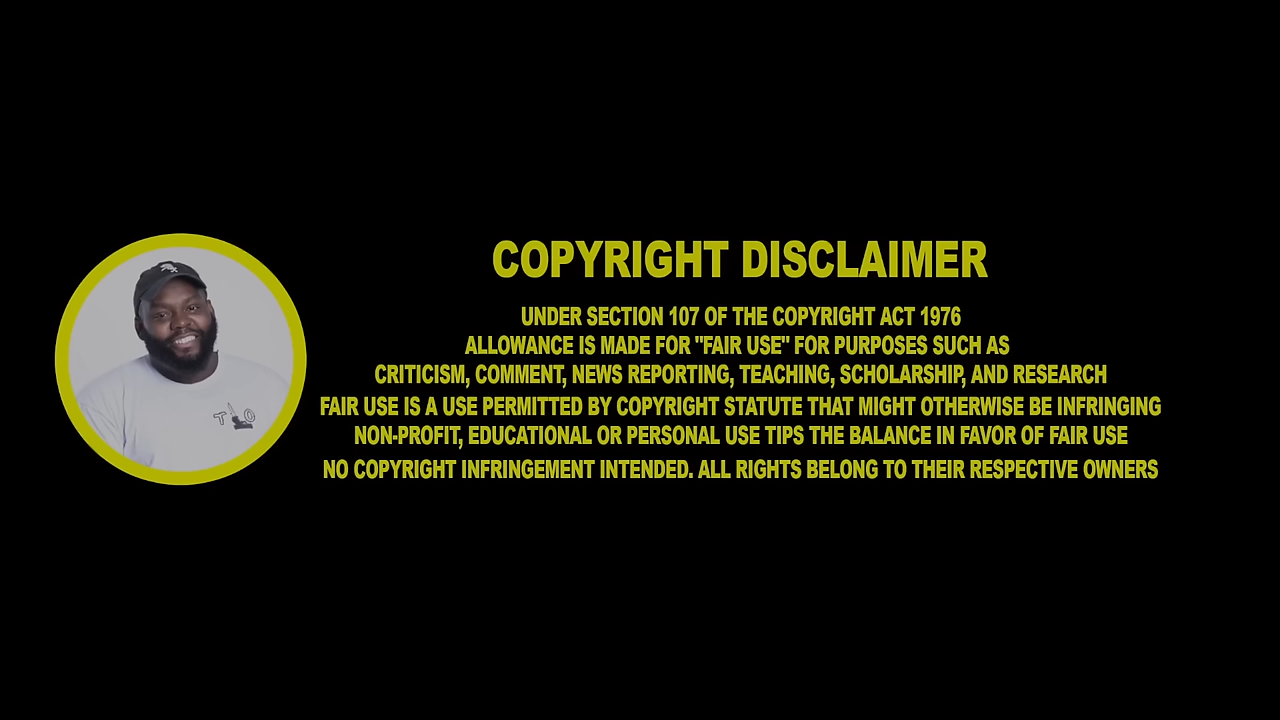 COPYRIGHT DISCLAIMER
UNDER SECTION 107 OF THE COPYRIGHT ACT 1976
ALLOWANCE IS MADE FOR "FAIR USE" FOR PURPOSES SUCH AS
CRITICISM, COMMENT, NEWS REPORTING, TEACHING, SCHOLARSHIP, AND RESEARCH
FAIR USE IS A USE PERMITTED BY COPYRIGHT STATUTE THAT MIGHT OTHERWISE BE INFRINGING
NON-PROFIT, EDUCATIONAL OR PERSONAL USE TIPS THE BALANCE IN FAVOR OF FAIR USE
NO COPYRIGHT INFRINGEMENT INTENDED. ALL RIGHTS BELONG TO THEIR RESPECTIVE OWNERS